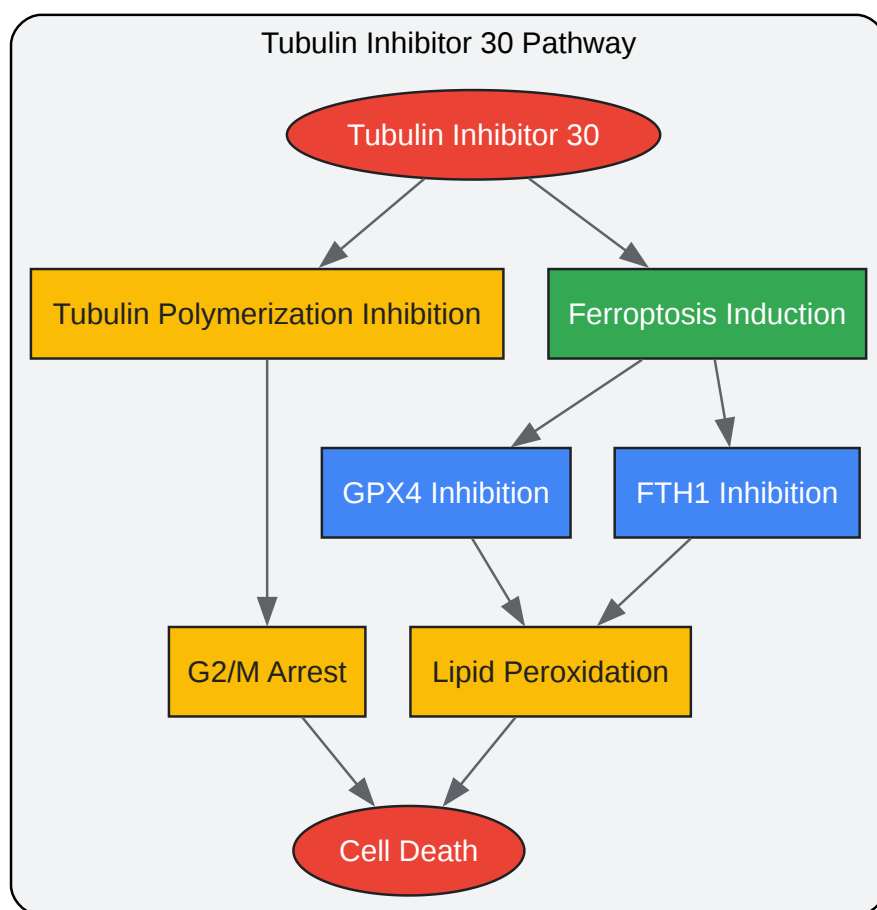 Tubulin Inhibitor 30 Pathway
Tubulin Inhibitor 30
Tubulin Polymerization Inhibition
Ferroptosis Induction
GPX4 Inhibition
FTH1 Inhibition
G2/M Arrest
Lipid Peroxidation
Cell Death